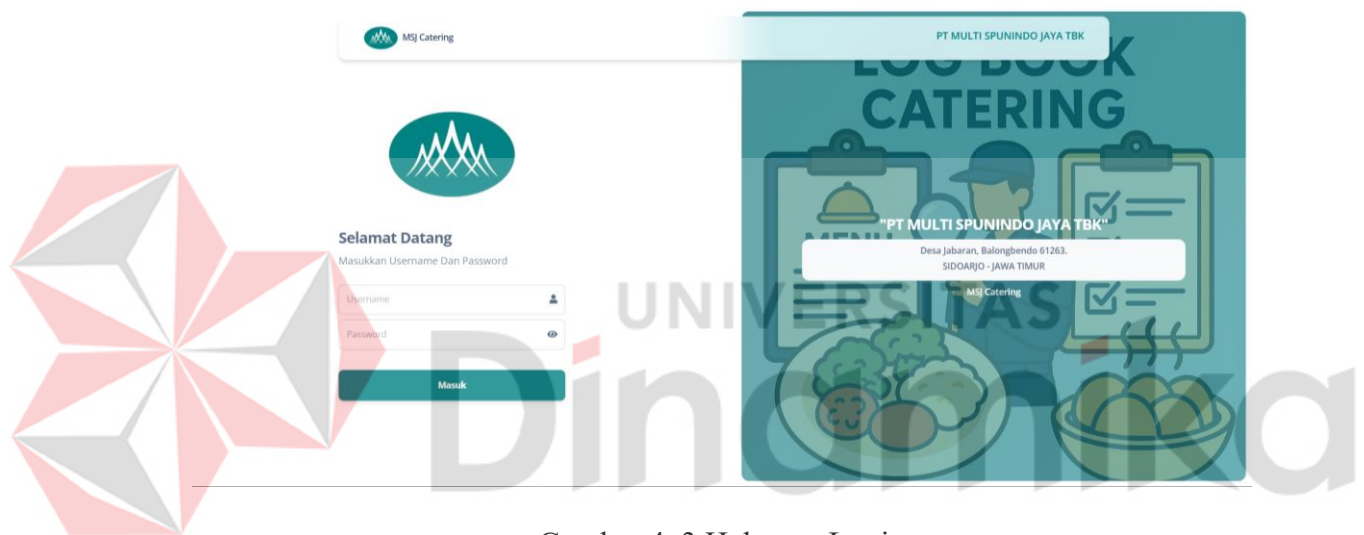 MSJ Catering
PT MULTI SPUNINDO JAYA TBK
LOG BOOK
CATERING
Selamat Datang
Masukkan Username Dan Password
Username
Password
Masuk
MENU
"PT MULTI SPUNINDO JAYA TBK"
Desa Jabaran, Balongbendo 61263.
SIDOARJO - JAWA TIMUR
MSJ Catering
UNIVERSITAS
Dinamika